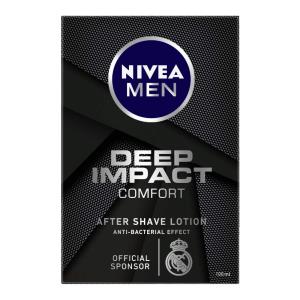 NIVEA
MEN
DEEP
IMPACT
COMFORT
AFTER SHAVE LOTION
ANTI-BACTERIAL EFFECT
OFFICIAL
SPONSOR
100ml